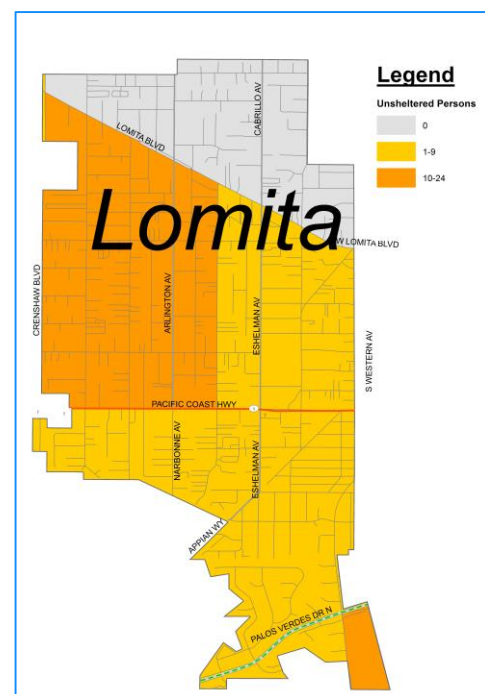 Legend
Unsheltered Persons
0
1-9
10-24
CABRILLO AV
LOMITA BLVD
Lomita
W LOMITA BLVD
CRENSHAW BLVD
ARLINGTON AV
ESHELMAN AV
S WESTERN AV
PACIFIC COAST HWY
1
NARBONNE AV
ESHELMAN AV
APPIAN WY
PALOS VERDES DR N